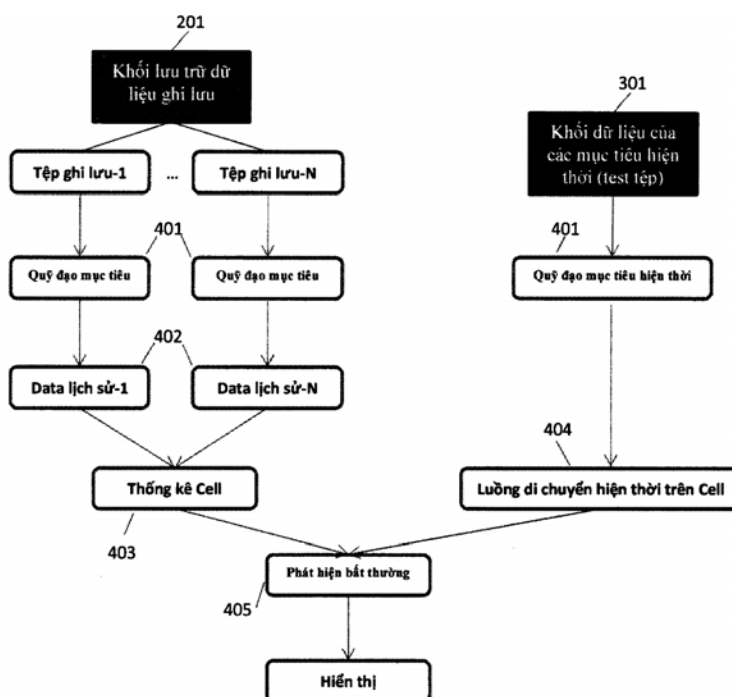 201
Khối lưu trữ dữ
liệu ghi lưu
301
Khối dữ liệu của
các mục tiêu hiện
thời (test tệp)
Tệp ghi lưu-1
...
Tệp ghi lưu-N
401
401
Quỹ đạo mục tiêu
Quỹ đạo mục tiêu
Quỹ đạo mục tiêu hiện thời
402
Data lịch sử-1
Data lịch sử-N
404
Thống kê Cell
Luồng di chuyển hiện thời trên Cell
403
Phát hiện bất thường
405
Hiển thị